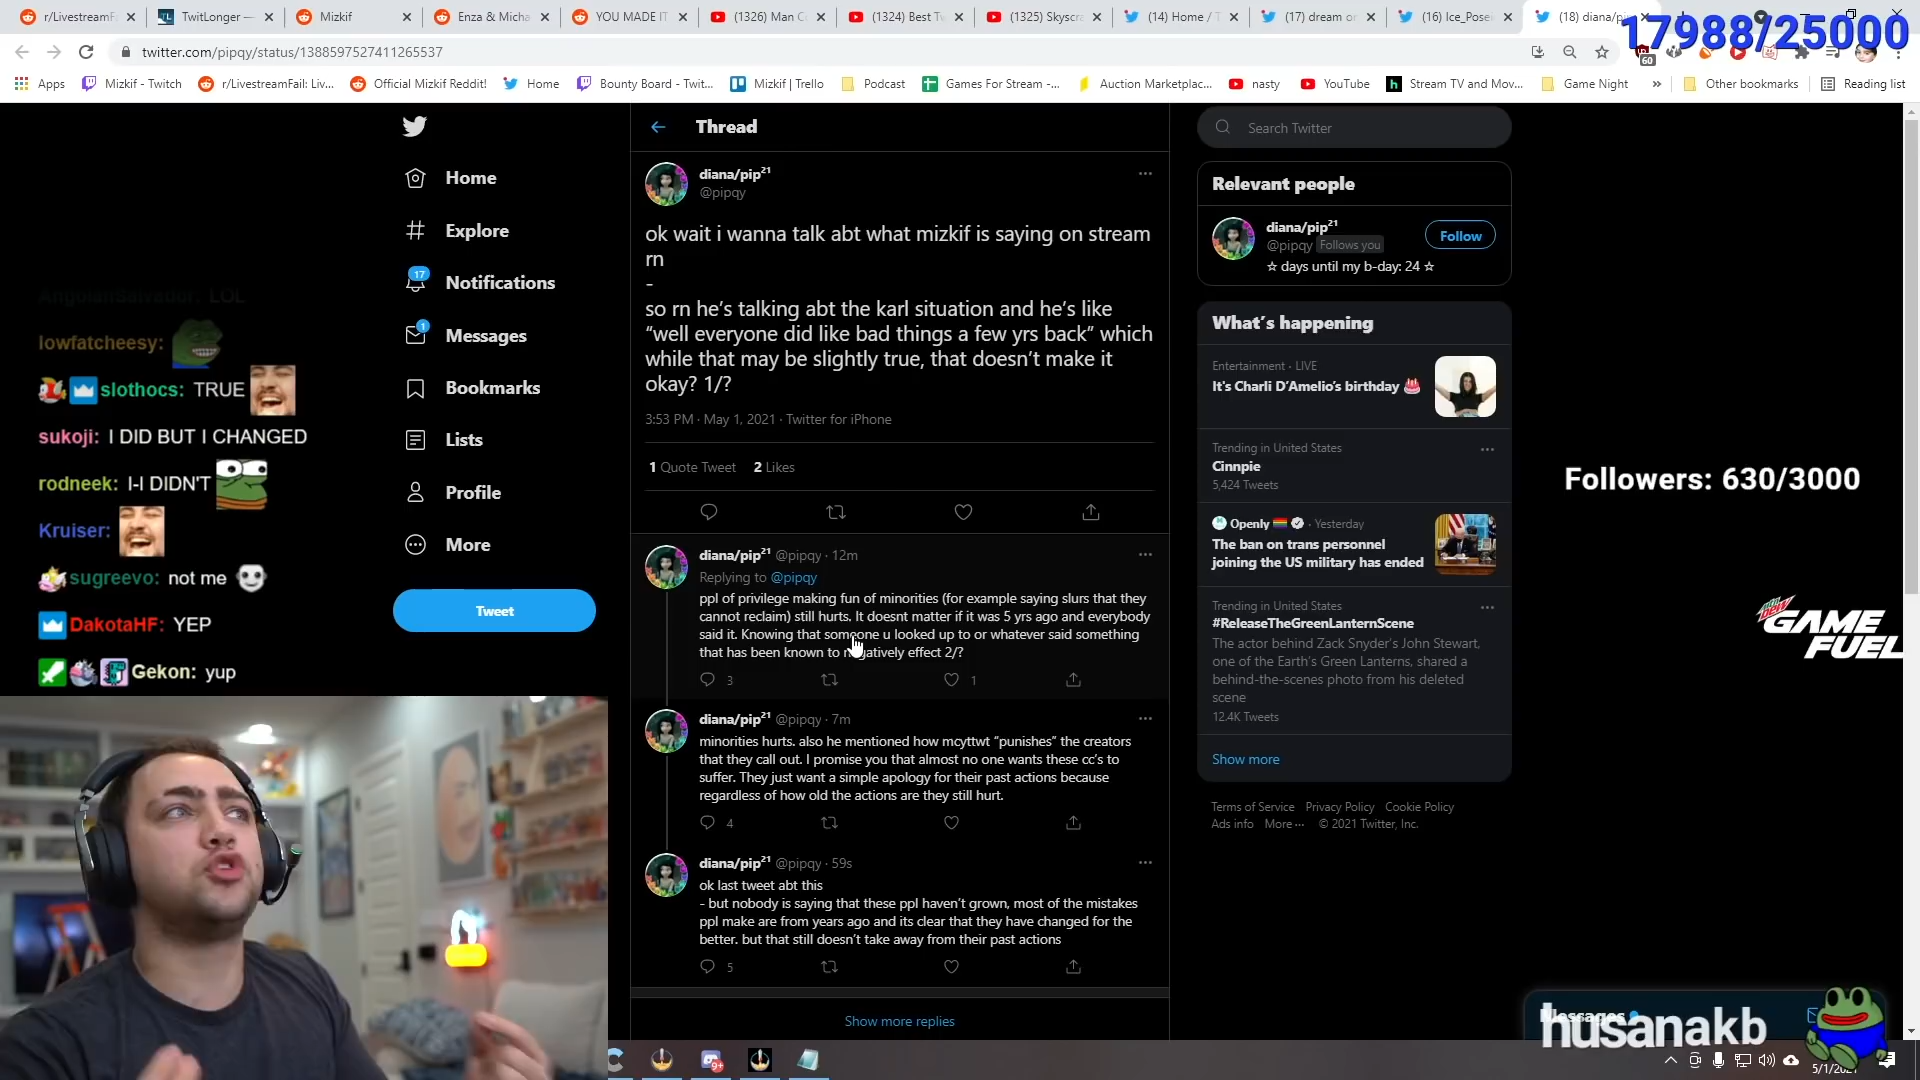 r/LivestreamF
TwitLonger —
Mizkif
Enza & Micha
YOU MADE IT
(1326) Man C
(1324) Best Tw
(1325) Skyscra
(14) Home / T
(17) dream o
(16) Ice_Posei
(18) diana/pi
17988/25000
twitter.com/pipqy/status/1388597527411265537
60
Apps
Mizkif - Twitch
r/LivestreamFail: Liv...
Official Mizkif Reddit!
Home
Bounty Board - Twit...
Mizkif | Trello
Podcast
Games For Stream -...
Auction Marketplac...
nasty
YouTube
Stream TV and Mov...
Game Night
»
Other bookmarks
Reading list
AngolanSalvador: LOL
lowfatcheesy:
slothocs: TRUE
sukoji: I DID BUT I CHANGED
rodneek: I-I DIDN'T
Kruiser:
sugreevo: not me
DakotaHF: YEP
Gekon: yup
Home
Explore
17
Notifications
1
Messages
Bookmarks
Lists
Profile
More
Tweet
Thread
diana/pip²¹
@pipqy
ok wait i wanna talk abt what mizkif is saying on stream
rn
-
so rn he’s talking abt the karl situation and he’s like
“well everyone did like bad things a few yrs back” which
while that may be slightly true, that doesn’t make it
okay? 1/?
3:53 PM · May 1, 2021 · Twitter for iPhone
1 Quote Tweet 2 Likes
diana/pip²¹ @pipqy · 12m
Replying to @pipqy
ppl of privilege making fun of minorities (for example saying slurs that they
cannot reclaim) still hurts. It doesnt matter if it was 5 yrs ago and everybody
said it. Knowing that someone u looked up to or whatever said something
that has been known to negatively effect 2/?
3
1
diana/pip²¹ @pipqy · 7m
minorities hurts. also he mentioned how mcyttwt “punishes” the creators
that they call out. I promise you that almost no one wants these cc’s to
suffer. They just want a simple apology for their past actions because
regardless of how old the actions are they still hurt.
4
diana/pip²¹ @pipqy · 59s
ok last tweet abt this
- but nobody is saying that these ppl haven’t grown, most of the mistakes
ppl make are from years ago and its clear that they have changed for the
better. but that still doesn’t take away from their past actions
5
Show more replies
Search Twitter
Relevant people
diana/pip²¹
@pipqy Follows you
Follow
☆ days until my b-day: 24 ☆
What’s happening
Entertainment · LIVE
It's Charli D’Amelio’s birthday
Trending in United States
Cinnpie
5,424 Tweets
Openly · Yesterday
The ban on trans personnel
joining the US military has ended
Trending in United States
#ReleaseTheGreenLanternScene
The actor behind Zack Snyder's John Stewart,
one of the Earth's Green Lanterns, shared a
behind-the-scenes photo from his deleted
scene
12.4K Tweets
Show more
Terms of Service Privacy Policy Cookie Policy
Ads info More ··· © 2021 Twitter, Inc.
Followers: 630/3000
MTN DEW
GAME
FUEL
Messages
husanakb
9+
5/1/202